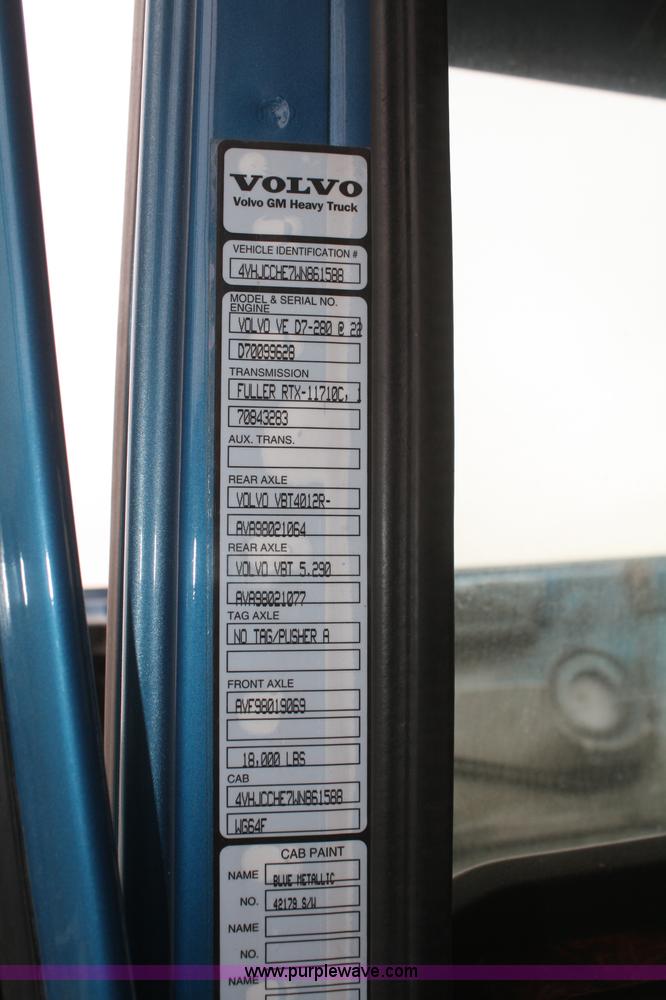 VOLVO
Volvo GM Heavy Truck
VEHICLE IDENTIFICATION #
4VHJCCHE7WN861588
MODEL & SERIAL NO.
ENGINE
VOLVO VE D7-280 @ 22
D70099628
TRANSMISSION
FULLER RTX-11710C, 1
70843283
AUX. TRANS.
REAR AXLE
VOLVO VBT4012R-
AVA98021064
REAR AXLE
VOLVO VBT 5.290
AVA98021077
TAG AXLE
NO TAG/PUSHER A
FRONT AXLE
AVF98019069
18,000 LBS
CAB
4VHJCCHE7WN861588
WG64F
CAB PAINT
NAME BLUE METALLIC
NO. 42179 S/W
NAME
NO.
NAME
www.purplewave.com